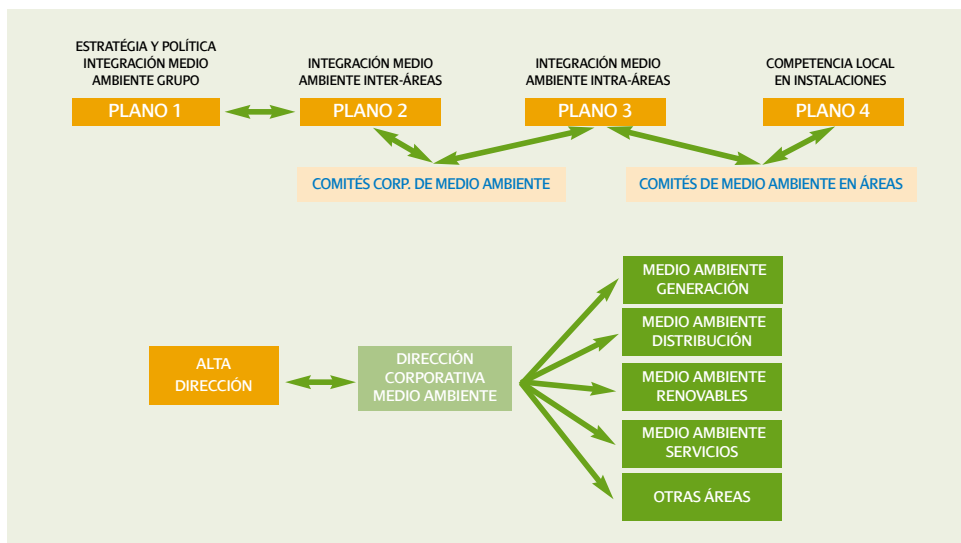 ESTRATÉGIA Y POLÍTICA
INTEGRACIÓN MEDIO
AMBIENTE GRUPO
PLANO 1
INTEGRACIÓN MEDIO
AMBIENTE INTER-ÁREAS
PLANO 2
INTEGRACIÓN MEDIO
AMBIENTE INTRA-ÁREAS
PLANO 3
COMPETENCIA LOCAL
EN INSTALACIONES
PLANO 4
COMITÉS CORP. DE MEDIO AMBIENTE
COMITÉS DE MEDIO AMBIENTE EN ÁREAS
ALTA
DIRECCIÓN
DIRECCIÓN
CORPORATIVA
MEDIO AMBIENTE
MEDIO AMBIENTE
GENERACIÓN
MEDIO AMBIENTE
DISTRIBUCIÓN
MEDIO AMBIENTE
RENOVABLES
MEDIO AMBIENTE
SERVICIOS
OTRAS ÁREAS